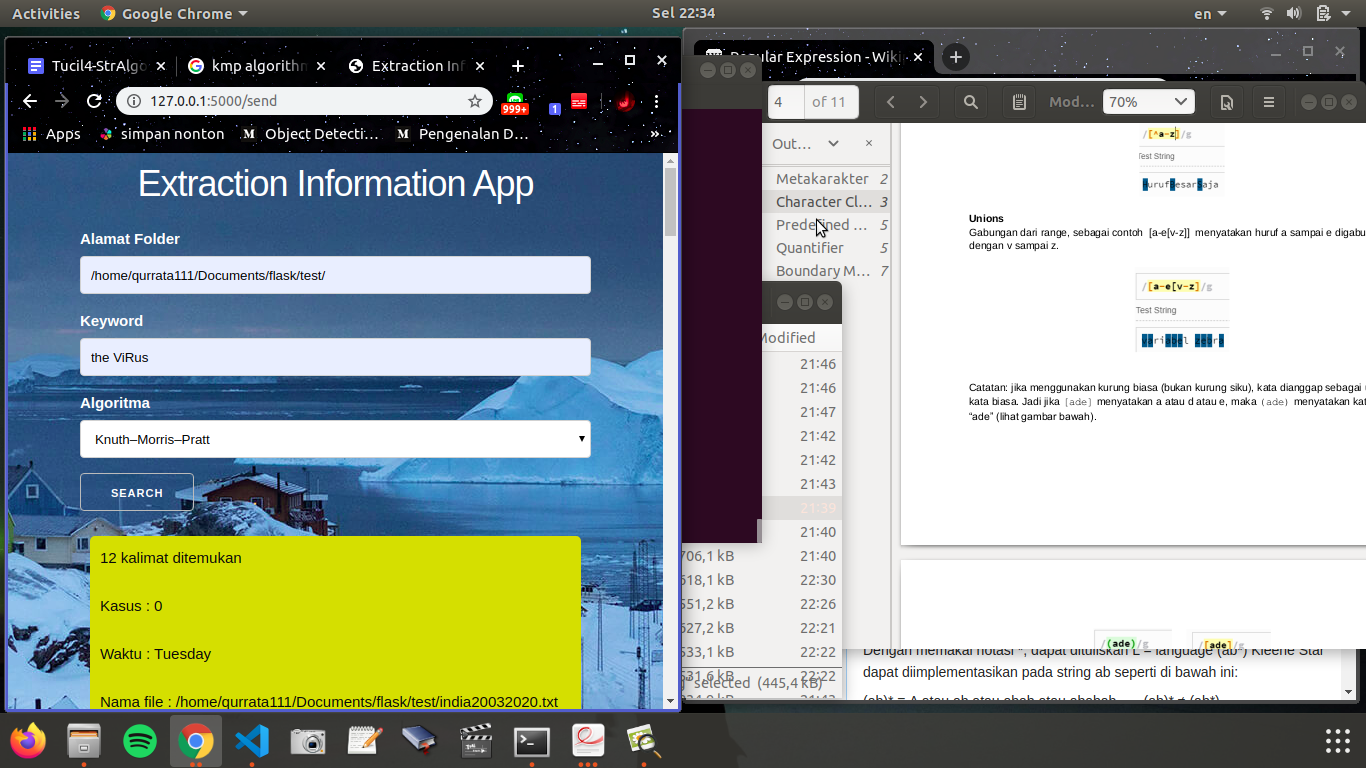 Activities
Google Chrome
Sel 22:34
en
Tucil4-StrAlgo
kmp algorithm
Extraction Inf
127.0.0.1:5000/send
999+
1
Apps
simpan nonton
Object Detecti...
Pengenalan D...
»
Extraction Information App
Alamat Folder
/home/qurrata111/Documents/flask/test/
Keyword
the ViRus
Algoritma
Knuth–Morris–Pratt
SEARCH
12 kalimat ditemukan
Kasus : 0
Waktu : Tuesday
Nama file : /home/qurrata111/Documents/flask/test/india20032020.txt
Regular Expression - Wiki
4
of 11
Mod...
70%
Out...
Metakarakter 2
Character Cl... 3
Predefined ... 5
Quantifier 5
Boundary M... 7
Modified
21:46
21:46
21:47
21:42
21:42
21:43
21:39
21:40
706,1 kB 21:40
518,1 kB 22:30
551,2 kB 22:26
527,2 kB 22:21
533,1 kB 22:22
531,6 kB 22:22
selected (445,4 kB)
/[^a-z]/g
Test String
HurufBesarSaja
Unions
Gabungan dari range, sebagai contoh [a-e[v-z]] menyatakan huruf a sampai e digabu
dengan v sampai z.
/[a-e[v-z]/g
Test String
variabel zebra
Catatan: jika menggunakan kurung biasa (bukan kurung siku), kata dianggap sebagai
kata biasa. Jadi jika [ade] menyatakan a atau d atau e, maka (ade) menyatakan kat
“ade” (lihat gambar bawah).
/(ade)/g
/[ade]/g
Dengan memakai notasi *, dapat dituliskan L = language (ab*) Kleene Star
dapat diimplementasikan pada string ab seperti di bawah ini: